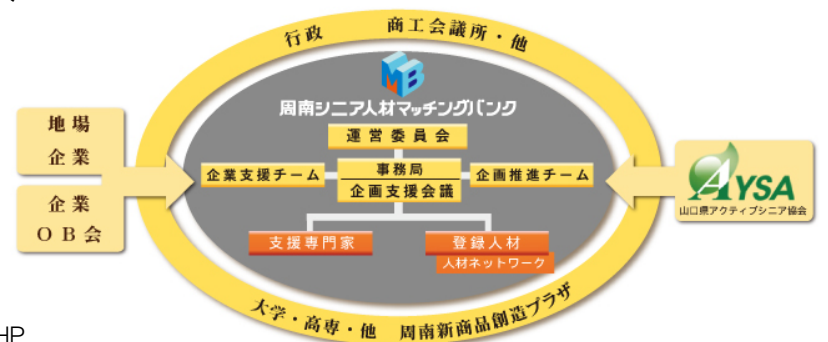 行政　商工会議所・他
MB
周南シニア人材マッチングバンク
運営委員会
地場
企業
企業
ＯＢ会
企業支援チーム
事務局
企画支援会議
企画推進チーム
AYSA
山口県アクティブシニア協会
支援専門家
登録人材
人材ネットワーク
大学・高専・他　周南新商品創造プラザ
HP